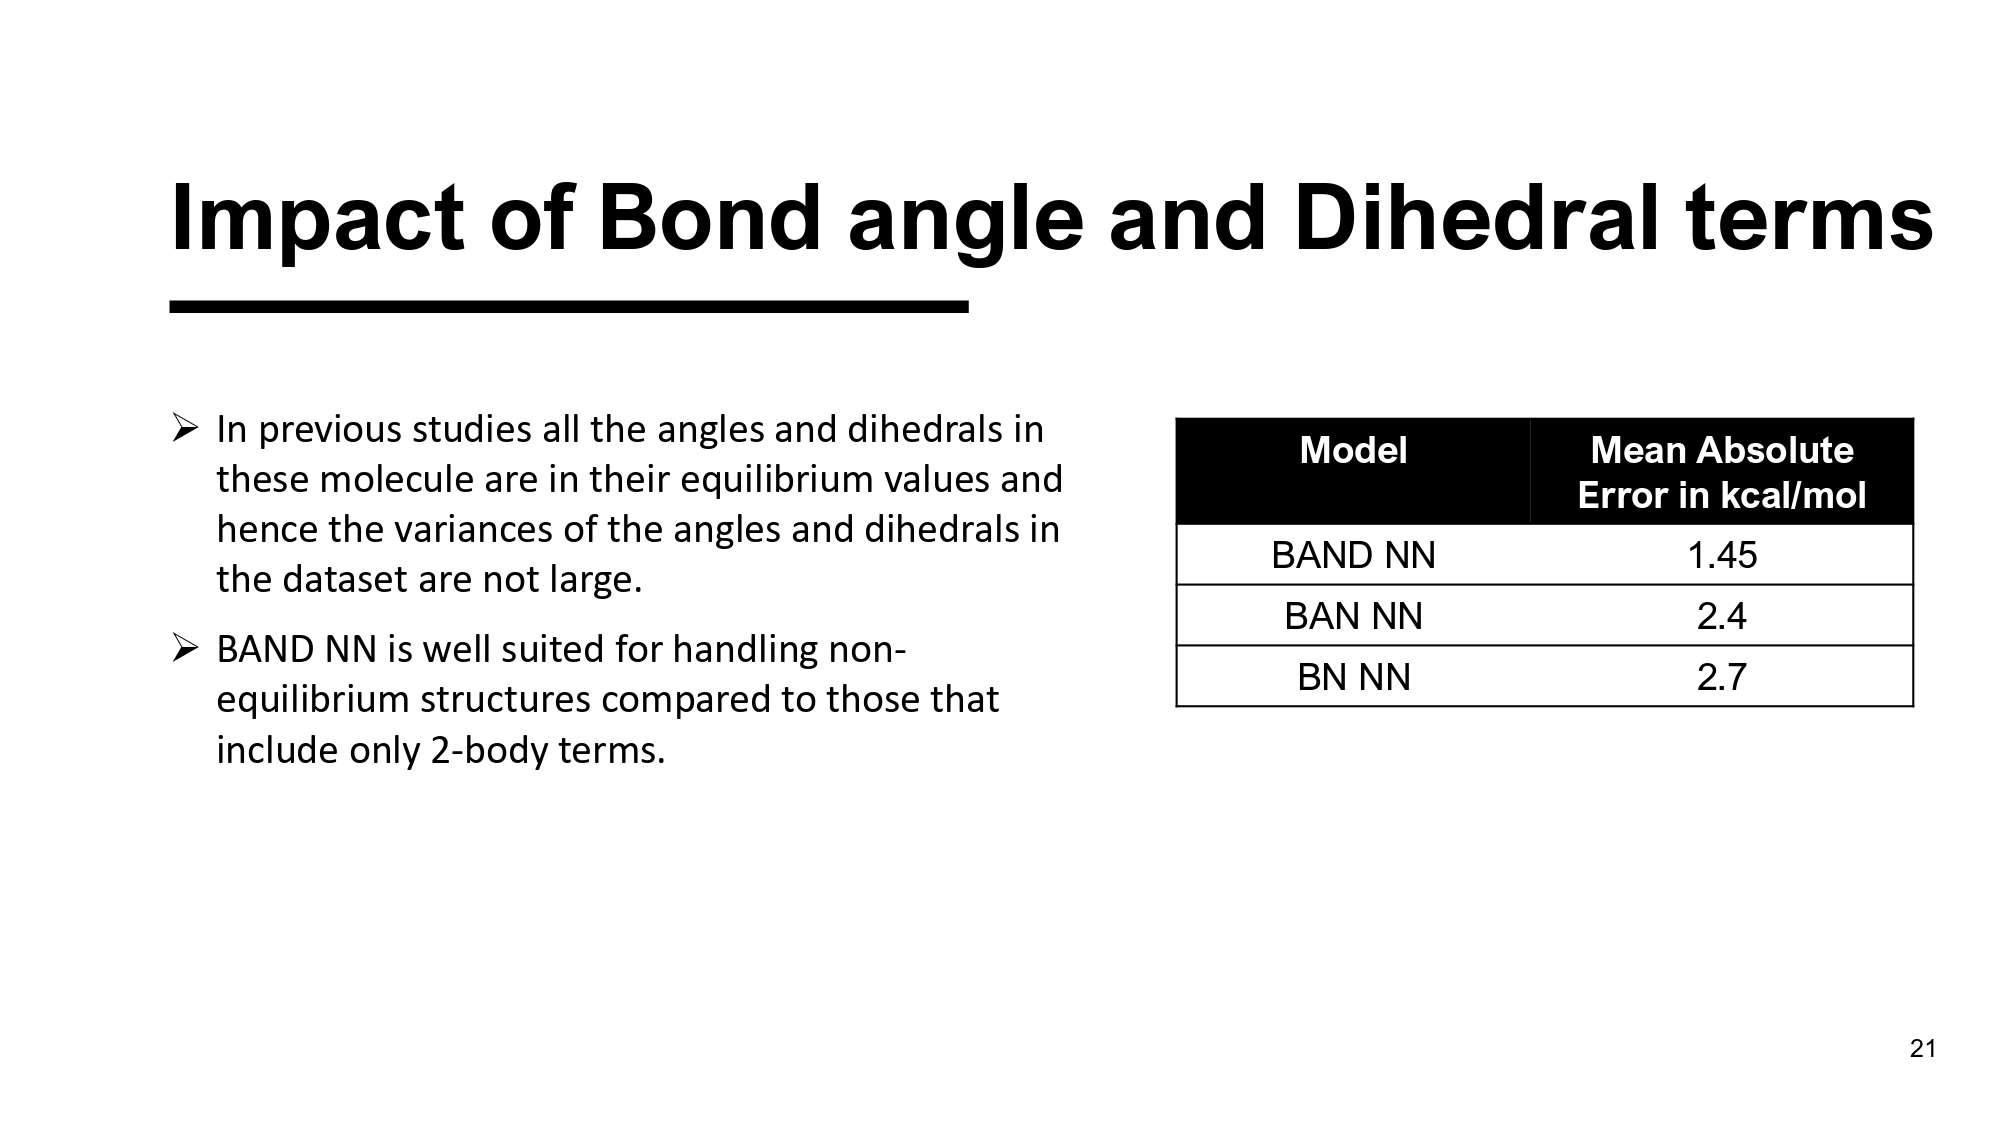 Impact of Bond angle and Dihedral terms
➢ In previous studies all the angles and dihedrals in
these molecule are in their equilibrium values and
hence the variances of the angles and dihedrals in
the dataset are not large.
➢ BAND NN is well suited for handling non-
equilibrium structures compared to those that
include only 2-body terms.
Model Mean Absolute
Error in kcal/mol
BAND NN 1.45
BAN NN 2.4
BN NN 2.7
21